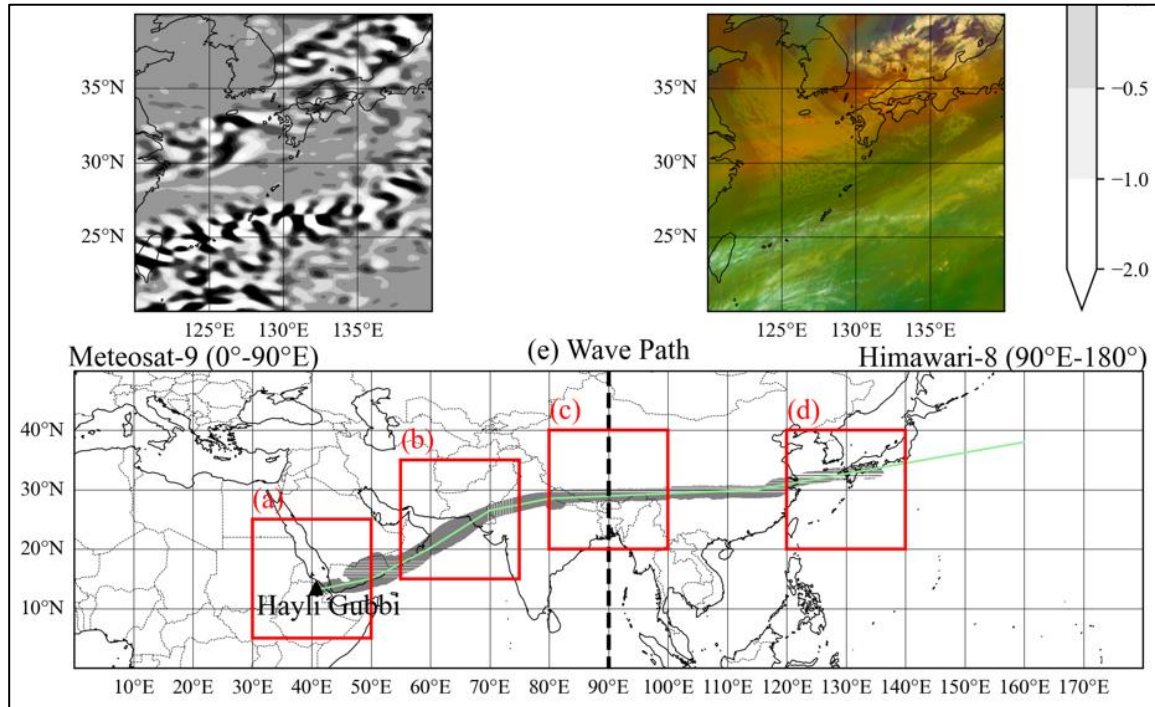 35°N
30°N
25°N
125°E 130°E 135°E
35°N
30°N
25°N
125°E 130°E 135°E
−0.5
−1.0
−2.0
Meteosat-9 (0°-90°E)
(e) Wave Path
Himawari-8 (90°E-180°)
40°N
30°N
20°N
10°N
(a)
(b)
(c)
(d)
Hayli Gubbi
10°E 20°E 30°E 40°E 50°E 60°E 70°E 80°E 90°E 100°E 110°E 120°E 130°E 140°E 150°E 160°E 170°E